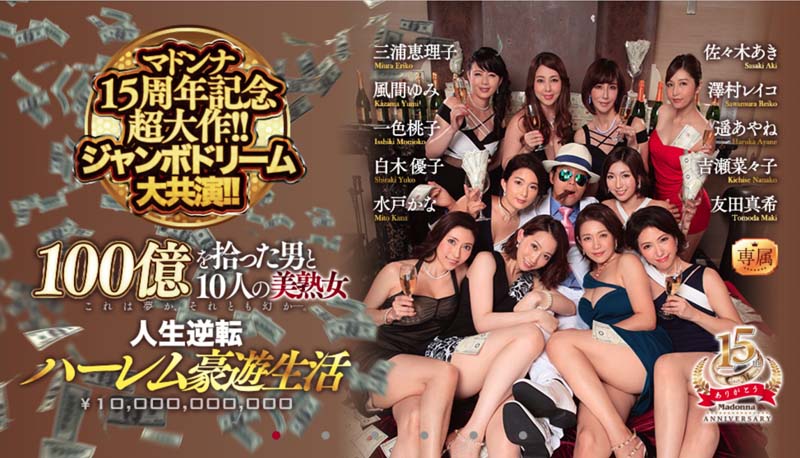 マドンナ
15周年記念
超大作!!
ジャンボドリーム
大共演!!
100億を拾った男と
10人の美熟女
これは夢か、それとも幻か―。
人生逆転
ハーレム豪遊生活
¥10,000,000,000
三浦恵理子
Miura Eriko
風間ゆみ
Kazama Yumi
一色桃子
Isshiki Momoko
白木優子
Shiraki Yuko
水戸かな
Mito Kana
佐々木あき
Sasaki Aki
澤村レイコ
Sawamura Reiko
遥あやね
Haruka Ayane
吉瀬菜々子
Kichise Nanako
友田真希
Tomoda Maki
専属
15
ありがとう
Madonna
ANNIVERSARY